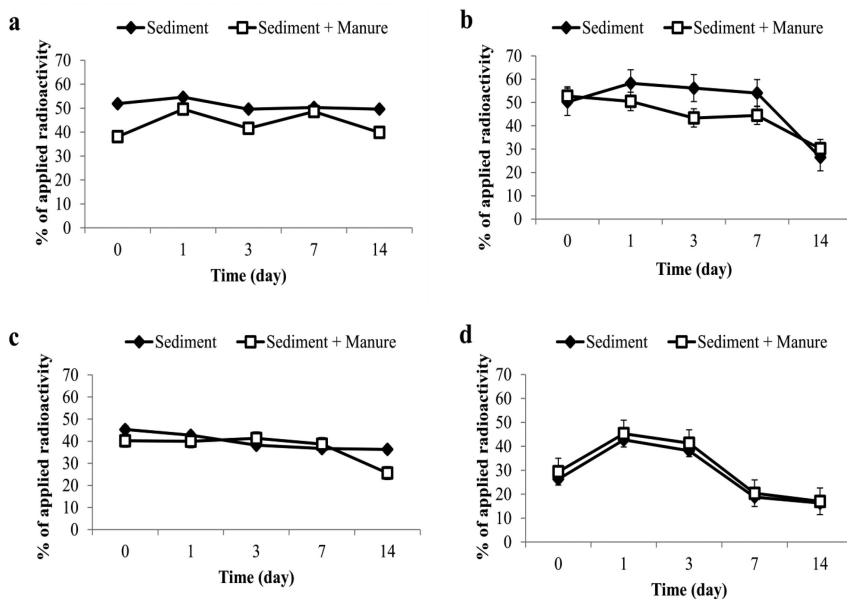 a
Sediment Sediment + Manure
70
60
50
40
30
20
10
0
% of applied radioactivity
0 1 3 7 14
Time (day)
b
Sediment Sediment + Manure
70
60
50
40
30
20
10
0
% of applied radioactivity
0 1 3 7 14
Time (day)
c
Sediment Sediment + Manure
70
60
50
40
30
20
10
0
% of applied radioactivity
0 1 3 7 14
Time (day)
d
Sediment Sediment + Manure
70
60
50
40
30
20
10
0
% of applied radioactivity
0 1 3 7 14
Time (day)